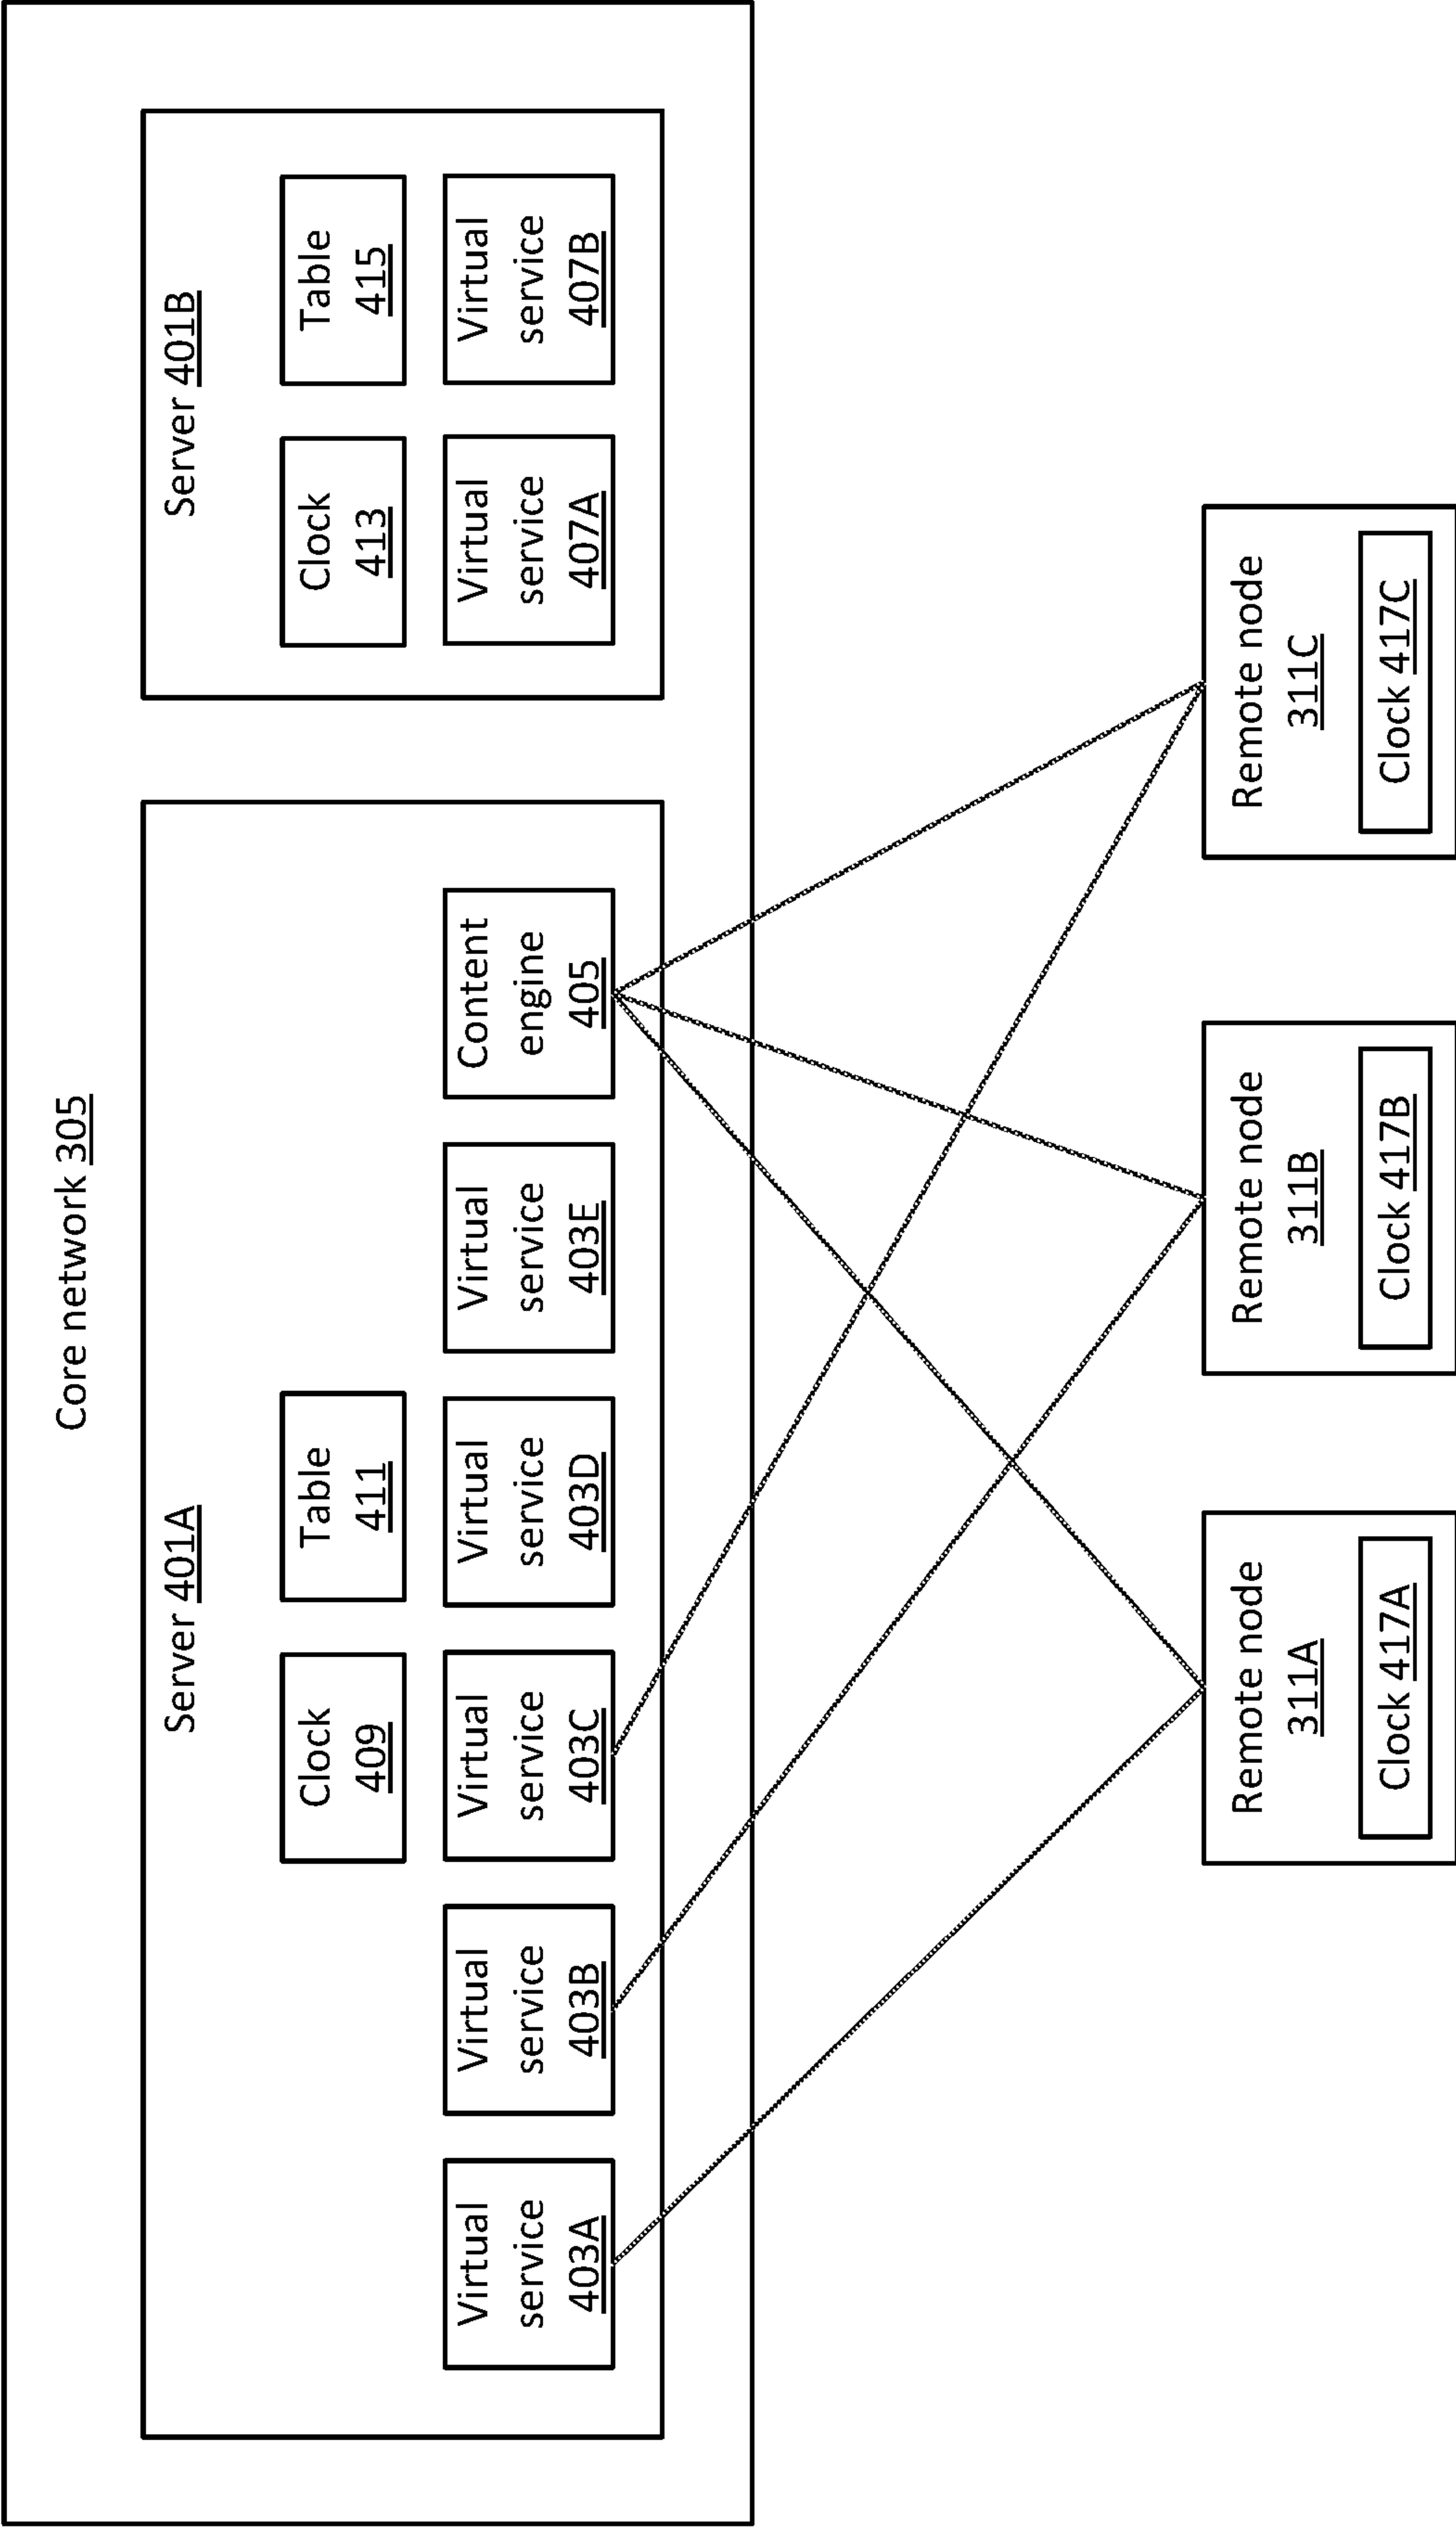 Core network 305
Server 401A
Clock
409
Table
411
Virtual
service
403A
Virtual
service
403B
Virtual
service
403C
Virtual
service
403D
Virtual
service
403E
Content
engine
405
Server 401B
Clock
413
Table
415
Virtual
service
407A
Virtual
service
407B
Remote node
311A
Clock 417A
Remote node
311B
Clock 417B
Remote node
311C
Clock 417C